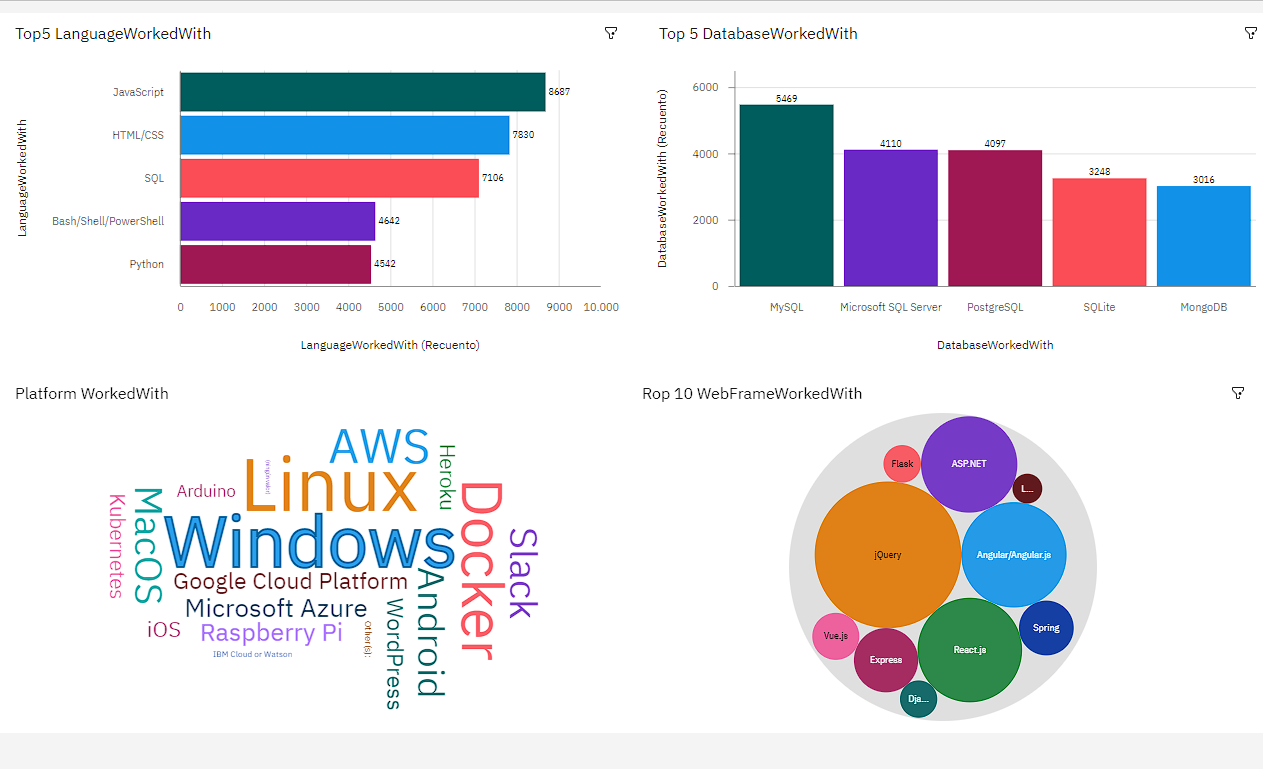 Top5 LanguageWorkedWith
LanguageWorkedWith
JavaScript
8687
HTML/CSS
7830
SQL
7106
Bash/Shell/PowerShell
4642
Python
4542
0 1000 2000 3000 4000 5000 6000 7000 8000 9000 10.000
LanguageWorkedWith (Recuento)
Top 5 DatabaseWorkedWith
DatabaseWorkedWith (Recuento)
6000
4000
2000
0
5469
4110
4097
3248
3016
MySQL Microsoft SQL Server PostgreSQL SQLite MongoDB
DatabaseWorkedWith
Platform WorkedWith
AWS
Heroku
Linux
Arduino
Kubernetes
MacOS
Windows
Docker
Slack
Google Cloud Platform
Microsoft Azure
Android
WordPress
iOS
Raspberry Pi
other(s):
IBM Cloud or Watson
Rop 10 WebFrameWorkedWith
ASP.NET
Flask
L...
jQuery
Angular/Angular.js
Vue.js
Express
React.js
Spring
Dja...